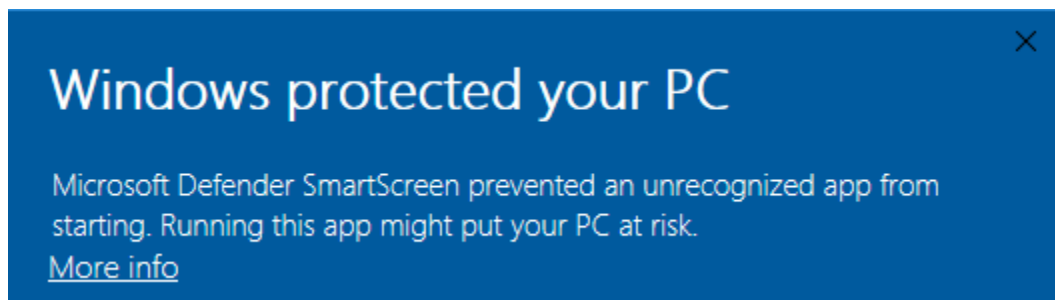 Windows protected your PC
Microsoft Defender SmartScreen prevented an unrecognized app from
starting. Running this app might put your PC at risk.
More info